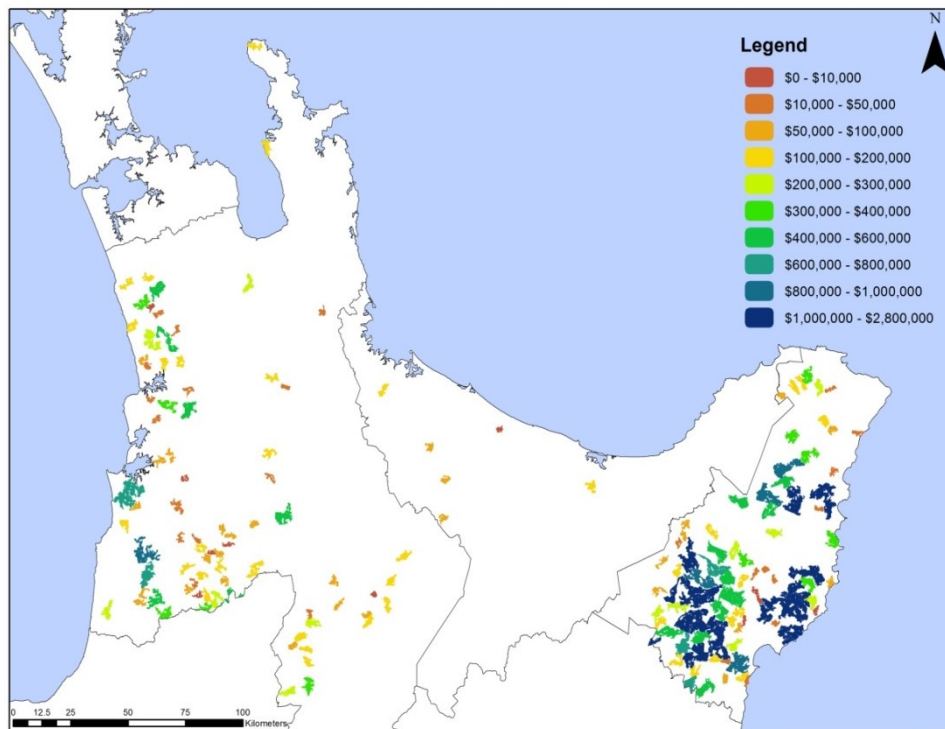 N
Legend
$0 - $10,000
$10,000 - $50,000
$50,000 - $100,000
$100,000 - $200,000
$200,000 - $300,000
$300,000 - $400,000
$400,000 - $600,000
$600,000 - $800,000
$800,000 - $1,000,000
$1,000,000 - $2,800,000
0 12.5 25 50 75 100
Kilometers